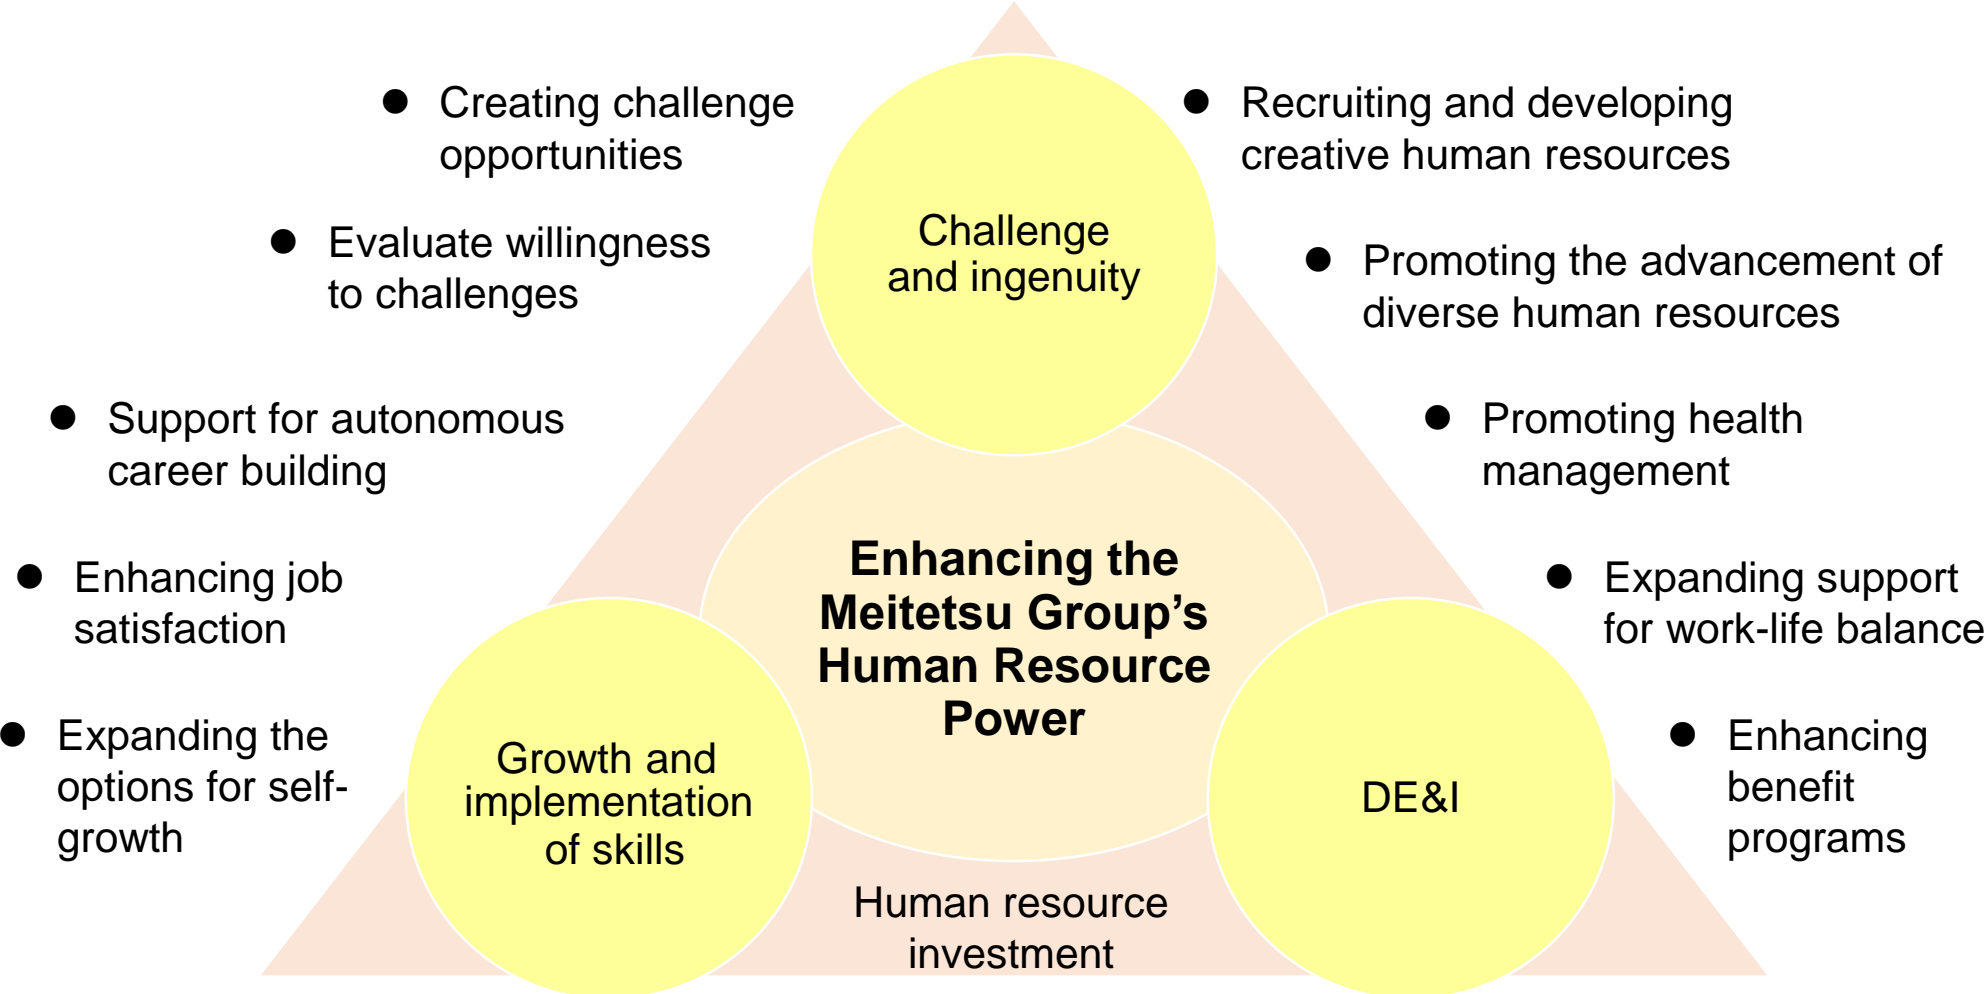 ● Creating challenge
opportunities
● Evaluate willingness
to challenges
● Support for autonomous
career building
● Enhancing job
satisfaction
● Expanding the
options for self-
growth
Challenge
and ingenuity
Enhancing the
Meitetsu Group’s
Human Resource
Power
Growth and
implementation
of skills
DE&I
Human resource
investment
● Recruiting and developing
creative human resources
● Promoting the advancement of
diverse human resources
● Promoting health
management
● Expanding support
for work-life balance
● Enhancing
benefit
programs